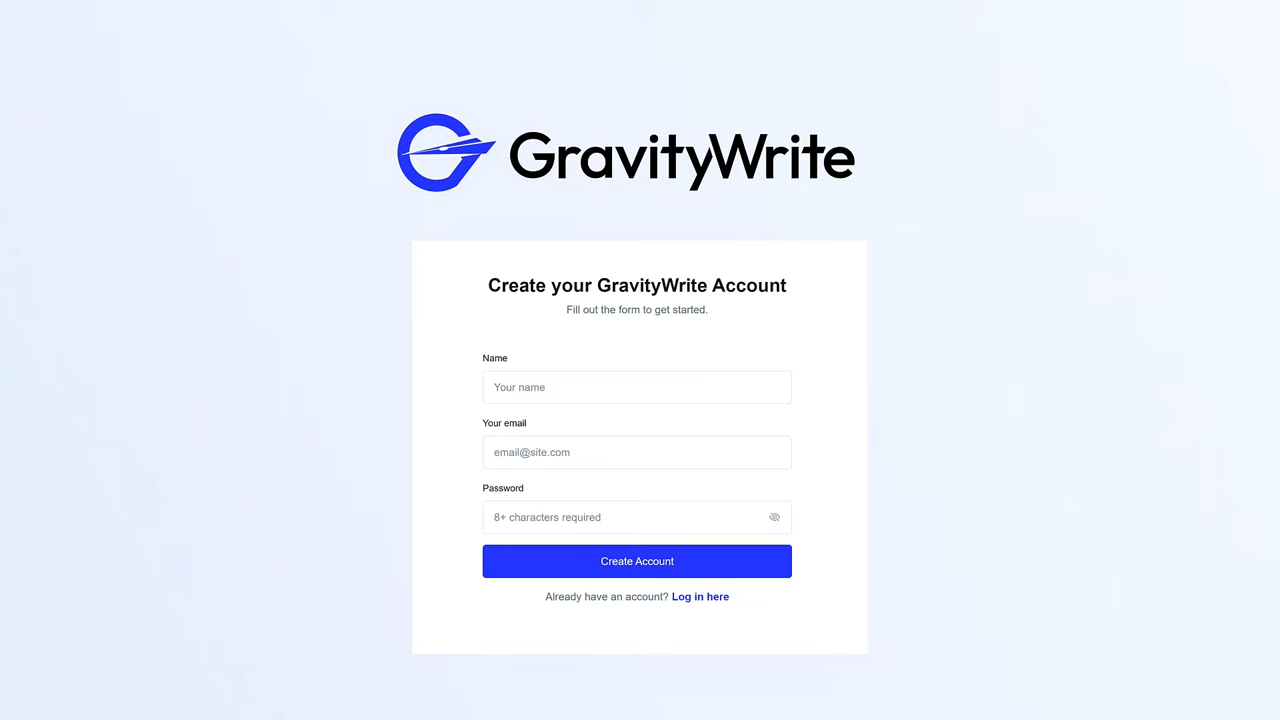 GravityWrite
Create your GravityWrite Account
Fill out the form to get started.
Name
Your name
Your email
email@site.com
Password
8+ characters required
Create Account
Already have an account? Log in here